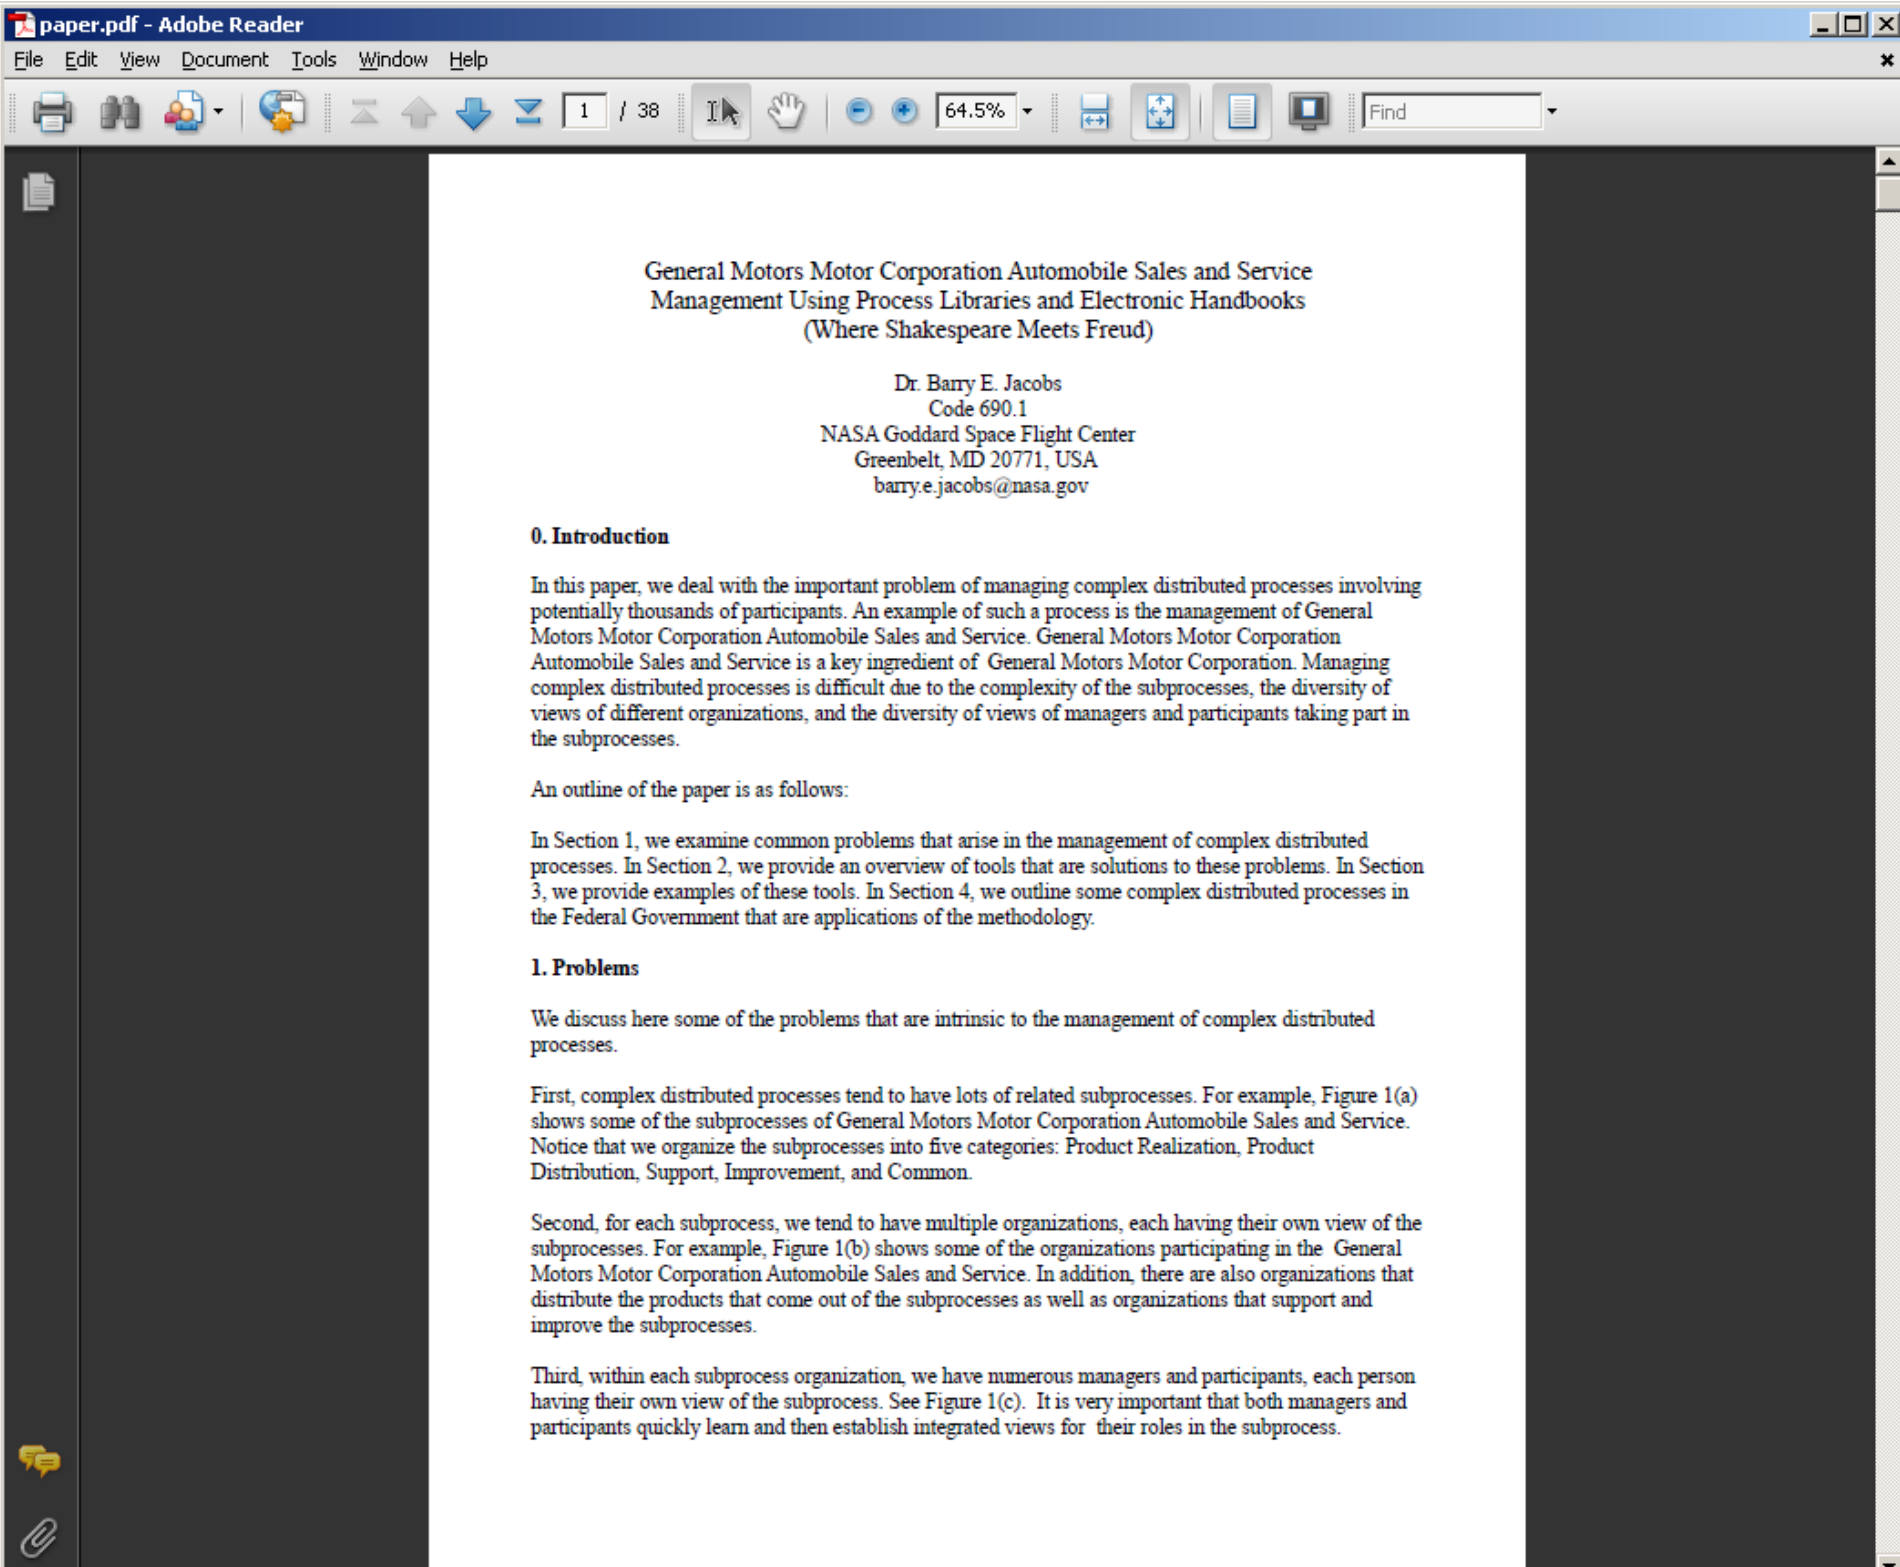 paper.pdf - Adobe Reader
File Edit View Document Tools Window Help
1 / 38 64.5% Find
General Motors Motor Corporation Automobile Sales and Service
Management Using Process Libraries and Electronic Handbooks
(Where Shakespeare Meets Freud)
Dr. Barry E. Jacobs
Code 690.1
NASA Goddard Space Flight Center
Greenbelt, MD 20771, USA
barry.e.jacobs@nasa.gov
0. Introduction
In this paper, we deal with the important problem of managing complex distributed processes involving
potentially thousands of participants. An example of such a process is the management of General
Motors Motor Corporation Automobile Sales and Service. General Motors Motor Corporation
Automobile Sales and Service is a key ingredient of General Motors Motor Corporation. Managing
complex distributed processes is difficult due to the complexity of the subprocesses, the diversity of
views of different organizations, and the diversity of views of managers and participants taking part in
the subprocesses.
An outline of the paper is as follows:
In Section 1, we examine common problems that arise in the management of complex distributed
processes. In Section 2, we provide an overview of tools that are solutions to these problems. In Section
3, we provide examples of these tools. In Section 4, we outline some complex distributed processes in
the Federal Government that are applications of the methodology.
1. Problems
We discuss here some of the problems that are intrinsic to the management of complex distributed
processes.
First, complex distributed processes tend to have lots of related subprocesses. For example, Figure 1(a)
shows some of the subprocesses of General Motors Motor Corporation Automobile Sales and Service.
Notice that we organize the subprocesses into five categories: Product Realization, Product
Distribution, Support, Improvement, and Common.
Second, for each subprocess, we tend to have multiple organizations, each having their own view of the
subprocesses. For example, Figure 1(b) shows some of the organizations participating in the General
Motors Motor Corporation Automobile Sales and Service. In addition, there are also organizations that
distribute the products that come out of the subprocesses as well as organizations that support and
improve the subprocesses.
Third, within each subprocess organization, we have numerous managers and participants, each person
having their own view of the subprocess. See Figure 1(c). It is very important that both managers and
participants quickly learn and then establish integrated views for their roles in the subprocess.